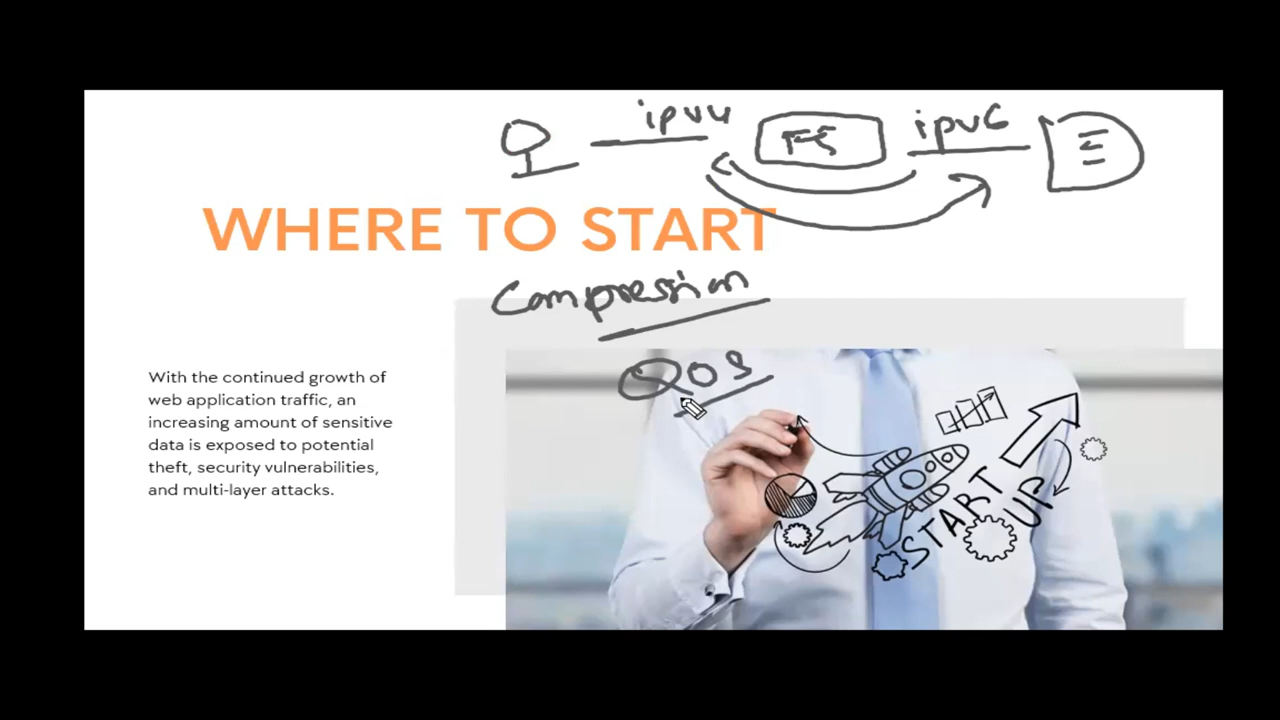 ipv4 F5 ipv6
WHERE TO START
Compression
QOS
With the continued growth of
web application traffic, an
increasing amount of sensitive
data is exposed to potential
theft, security vulnerabilities,
and multi-layer attacks.
START
UP